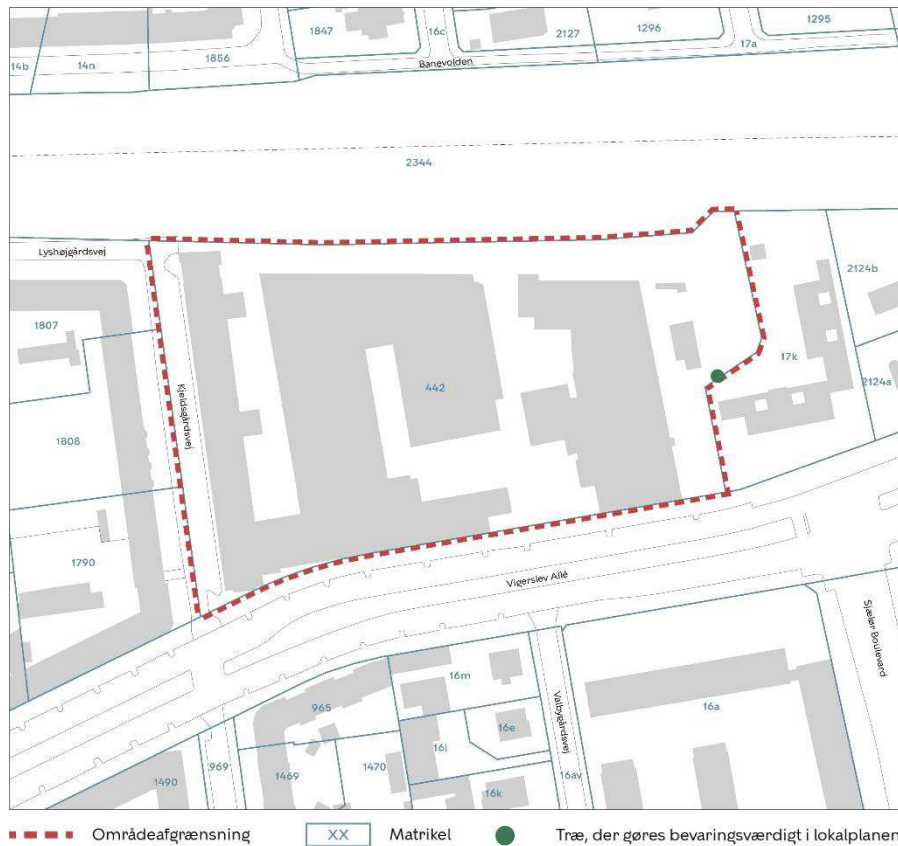 1847
16c
2127
1296
1295
17a
14b
14n
1856
Banevolden
2344
Lyshøjgårdsvej
2124b
1807
17k
Kjeldsgårdsvej
442
2124a
1808
1790
Vigerslev Allé
Sjælør Boulevard
16m
965
Valbygårdsvej
16a
16e
16l
969
1469
1470
16av
1490
16k
Områdeafgrænsning
XX Matrikel
Træ, der gøres bevaringsværdigt i lokalplanen